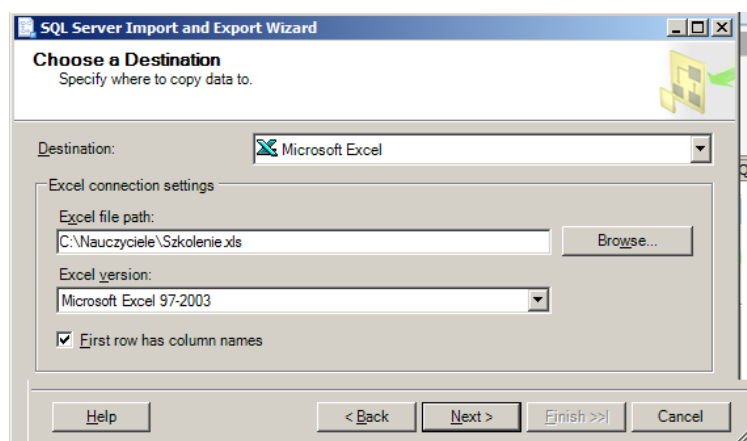 SQL Server Import and Export Wizard
Choose a Destination
Specify where to copy data to.
Destination:
Microsoft Excel
Excel connection settings
Excel file path:
C:\Nauczyciele\Szkolenie.xls
Browse...
Excel version:
Microsoft Excel 97-2003
First row has column names
Help
< Back
Next >
Finish >>|
Cancel